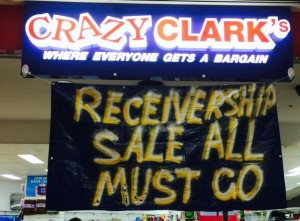 CRAZY CLARK's
WHERE EVERYONE GETS A BARGAIN
RECEIVERSHIP
SALE ALL
MUST GO